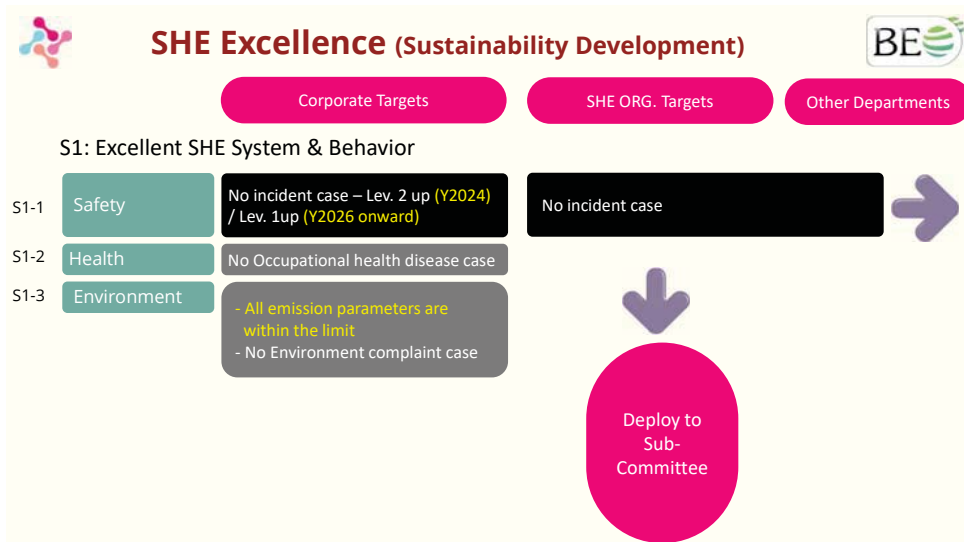 SHE Excellence (Sustainability Development)
BE
Corporate Targets
SHE ORG. Targets
Other Departments
S1: Excellent SHE System & Behavior
S1-1
Safety
No incident case – Lev. 2 up (Y2024)
/ Lev. 1up (Y2026 onward)
No incident case
S1-2
Health
No Occupational health disease case
S1-3
Environment
- All emission parameters are
within the limit
- No Environment complaint case
Deploy to
Sub-
Committee